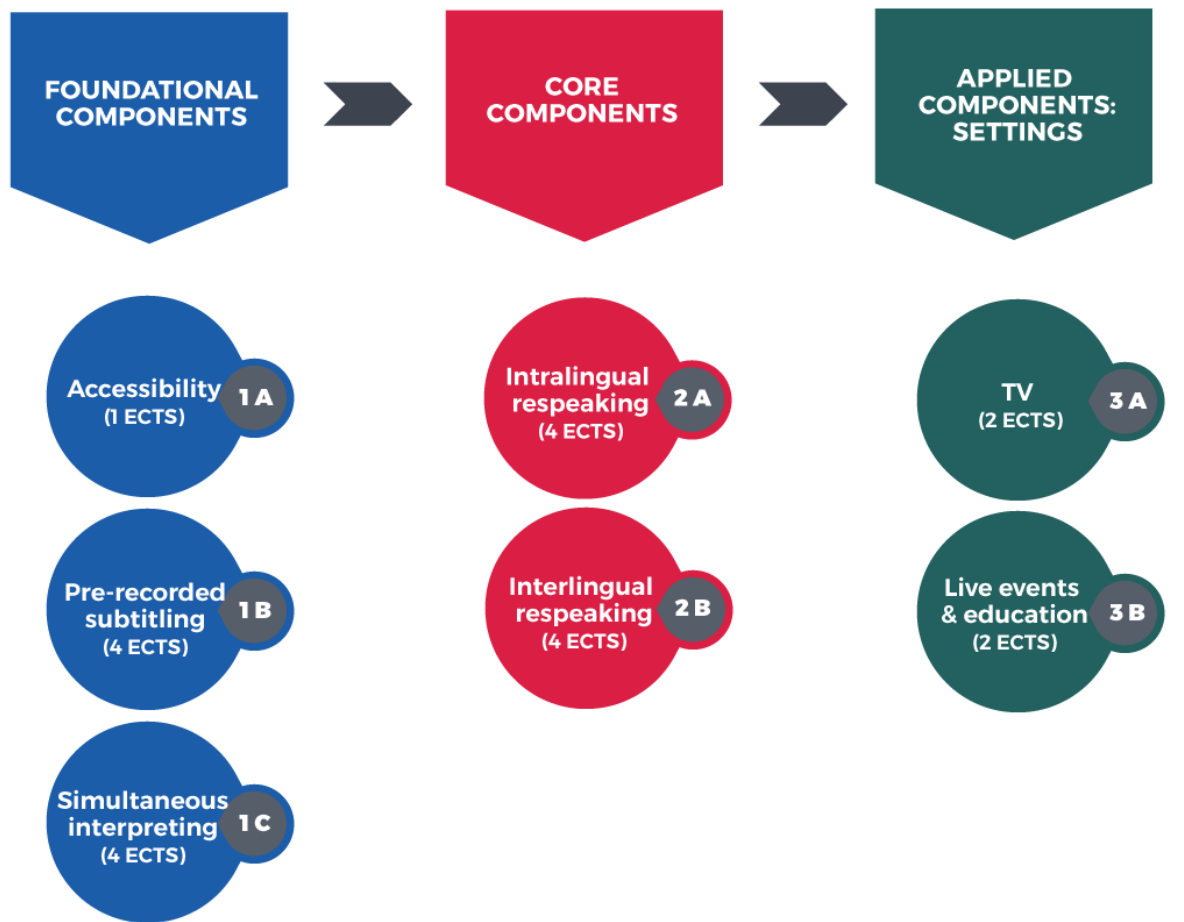 FOUNDATIONAL
COMPONENTS
CORE
COMPONENTS
APPLIED
COMPONENTS:
SETTINGS
Accessibility
(1 ECTS)
1 A
Pre-recorded
subtitling
(4 ECTS)
1 B
Simultaneous
interpreting
(4 ECTS)
1 C
Intralingual
respeaking
(4 ECTS)
2 A
Interlingual
respeaking
(4 ECTS)
2 B
TV
(2 ECTS)
3 A
Live events
& education
(2 ECTS)
3 B